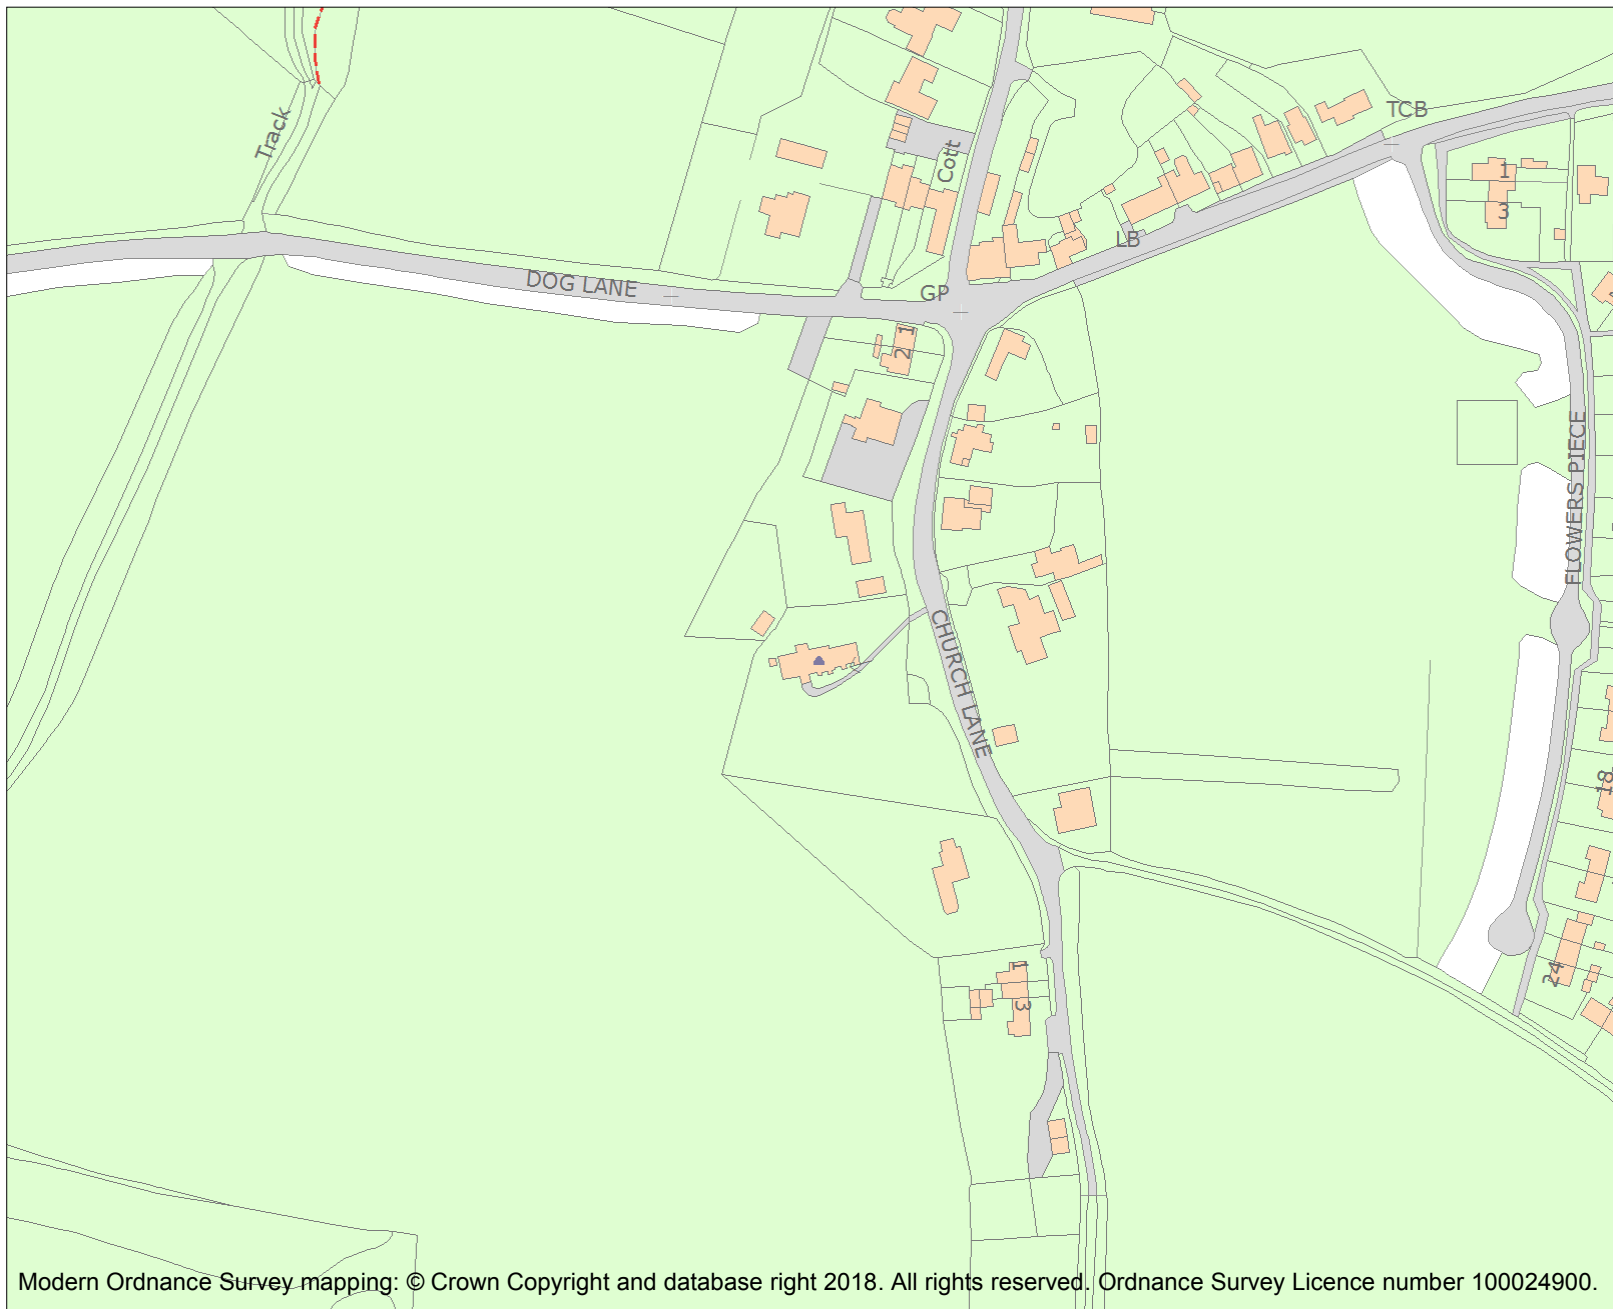 Track
Cott
TCB
1
3
LB
DOG LANE
GP
1
2
FLOWERS PIECE
CHURCH LANE
18
24
1
3
Modern Ordnance Survey mapping: © Crown Copyright and database right 2018. All rights reserved. Ordnance Survey Licence number 100024900.